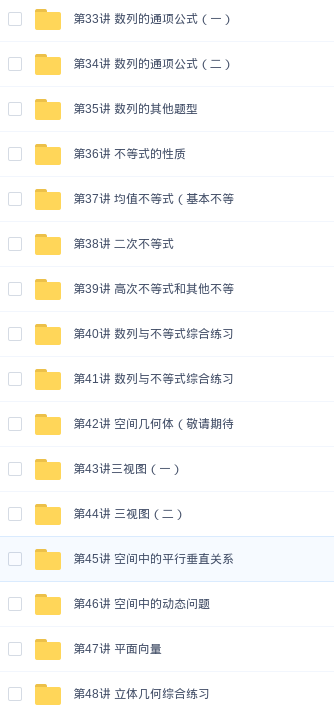 第33讲 数列的通项公式（一）
第34讲 数列的通项公式（二）
第35讲 数列的其他题型
第36讲 不等式的性质
第37讲 均值不等式（基本不等
第38讲 二次不等式
第39讲 高次不等式和其他不等
第40讲 数列与不等式综合练习
第41讲 数列与不等式综合练习
第42讲 空间几何体（敬请期待
第43讲三视图（一）
第44讲 三视图（二）
第45讲 空间中的平行垂直关系
第46讲 空间中的动态问题
第47讲 平面向量
第48讲 立体几何综合练习